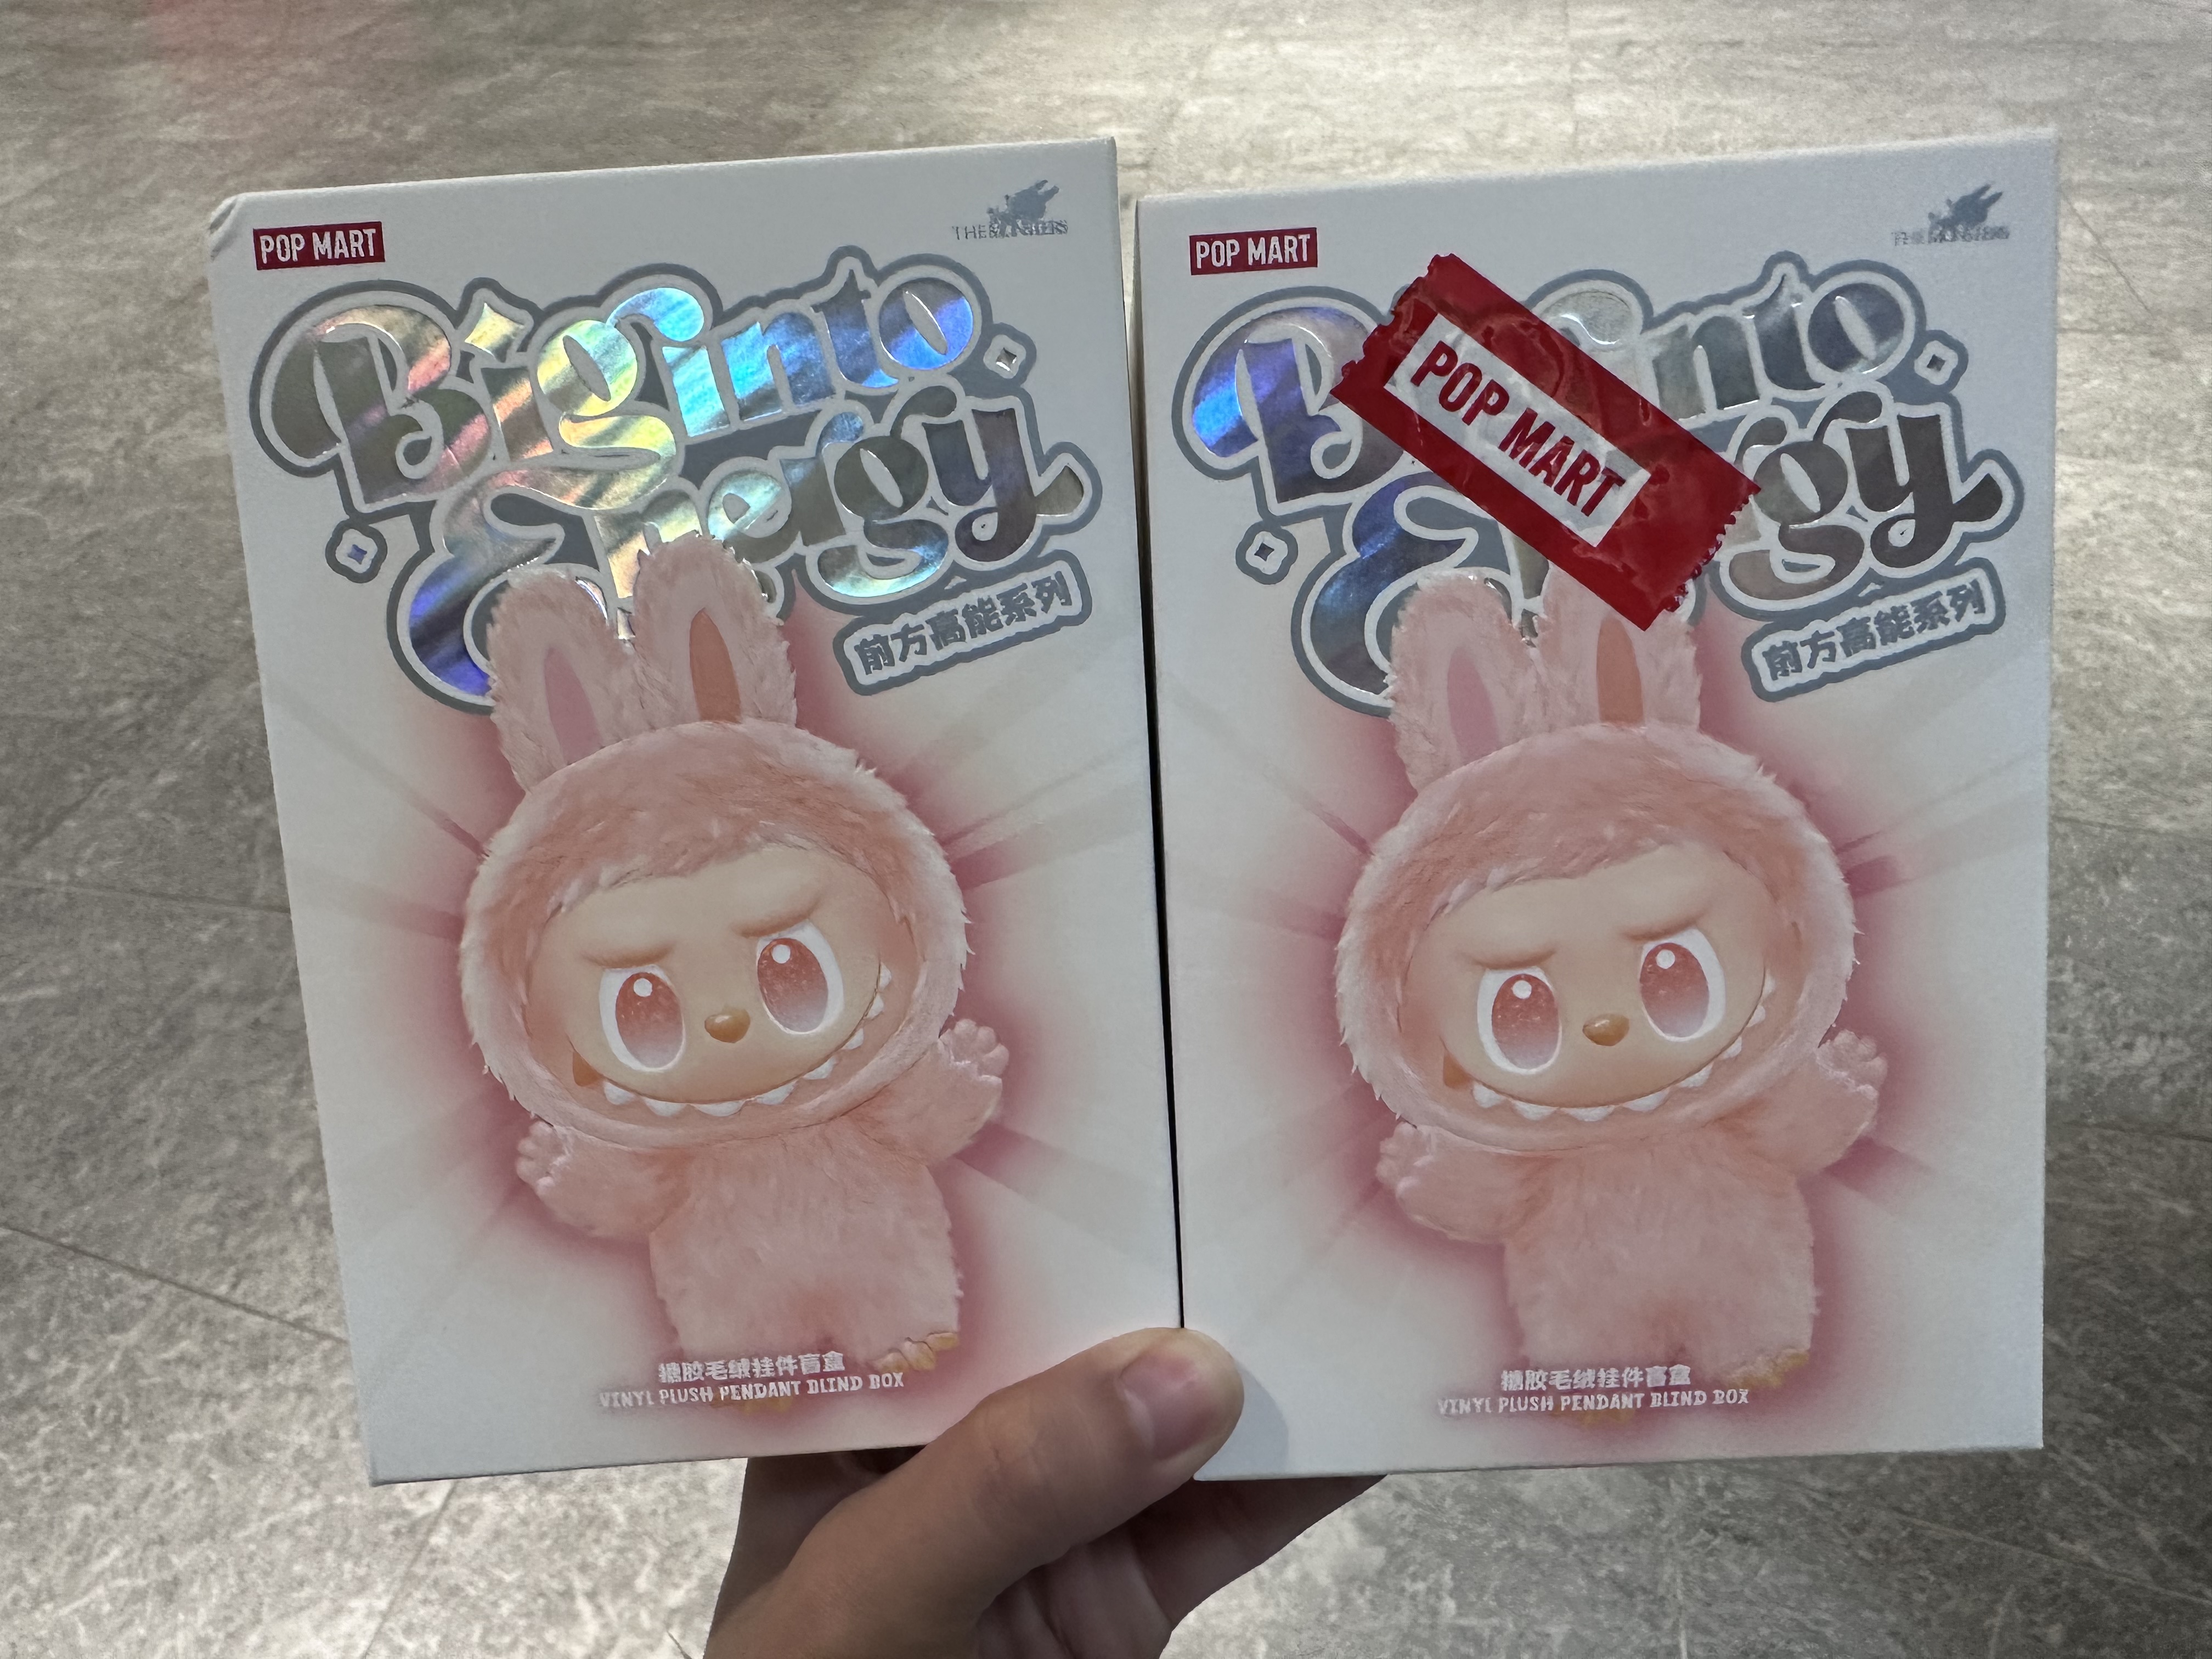 POP MART
THE MONSTERS
Big into
Energy
前方高能系列
搪胶毛绒挂件盲盒
VINYL PLUSH PENDANT BLIND BOX
POP MART
THE MONSTERS
POP MART
B into
E gy
前方高能系列
搪胶毛绒挂件盲盒
VINYL PLUSH PENDANT BLIND BOX